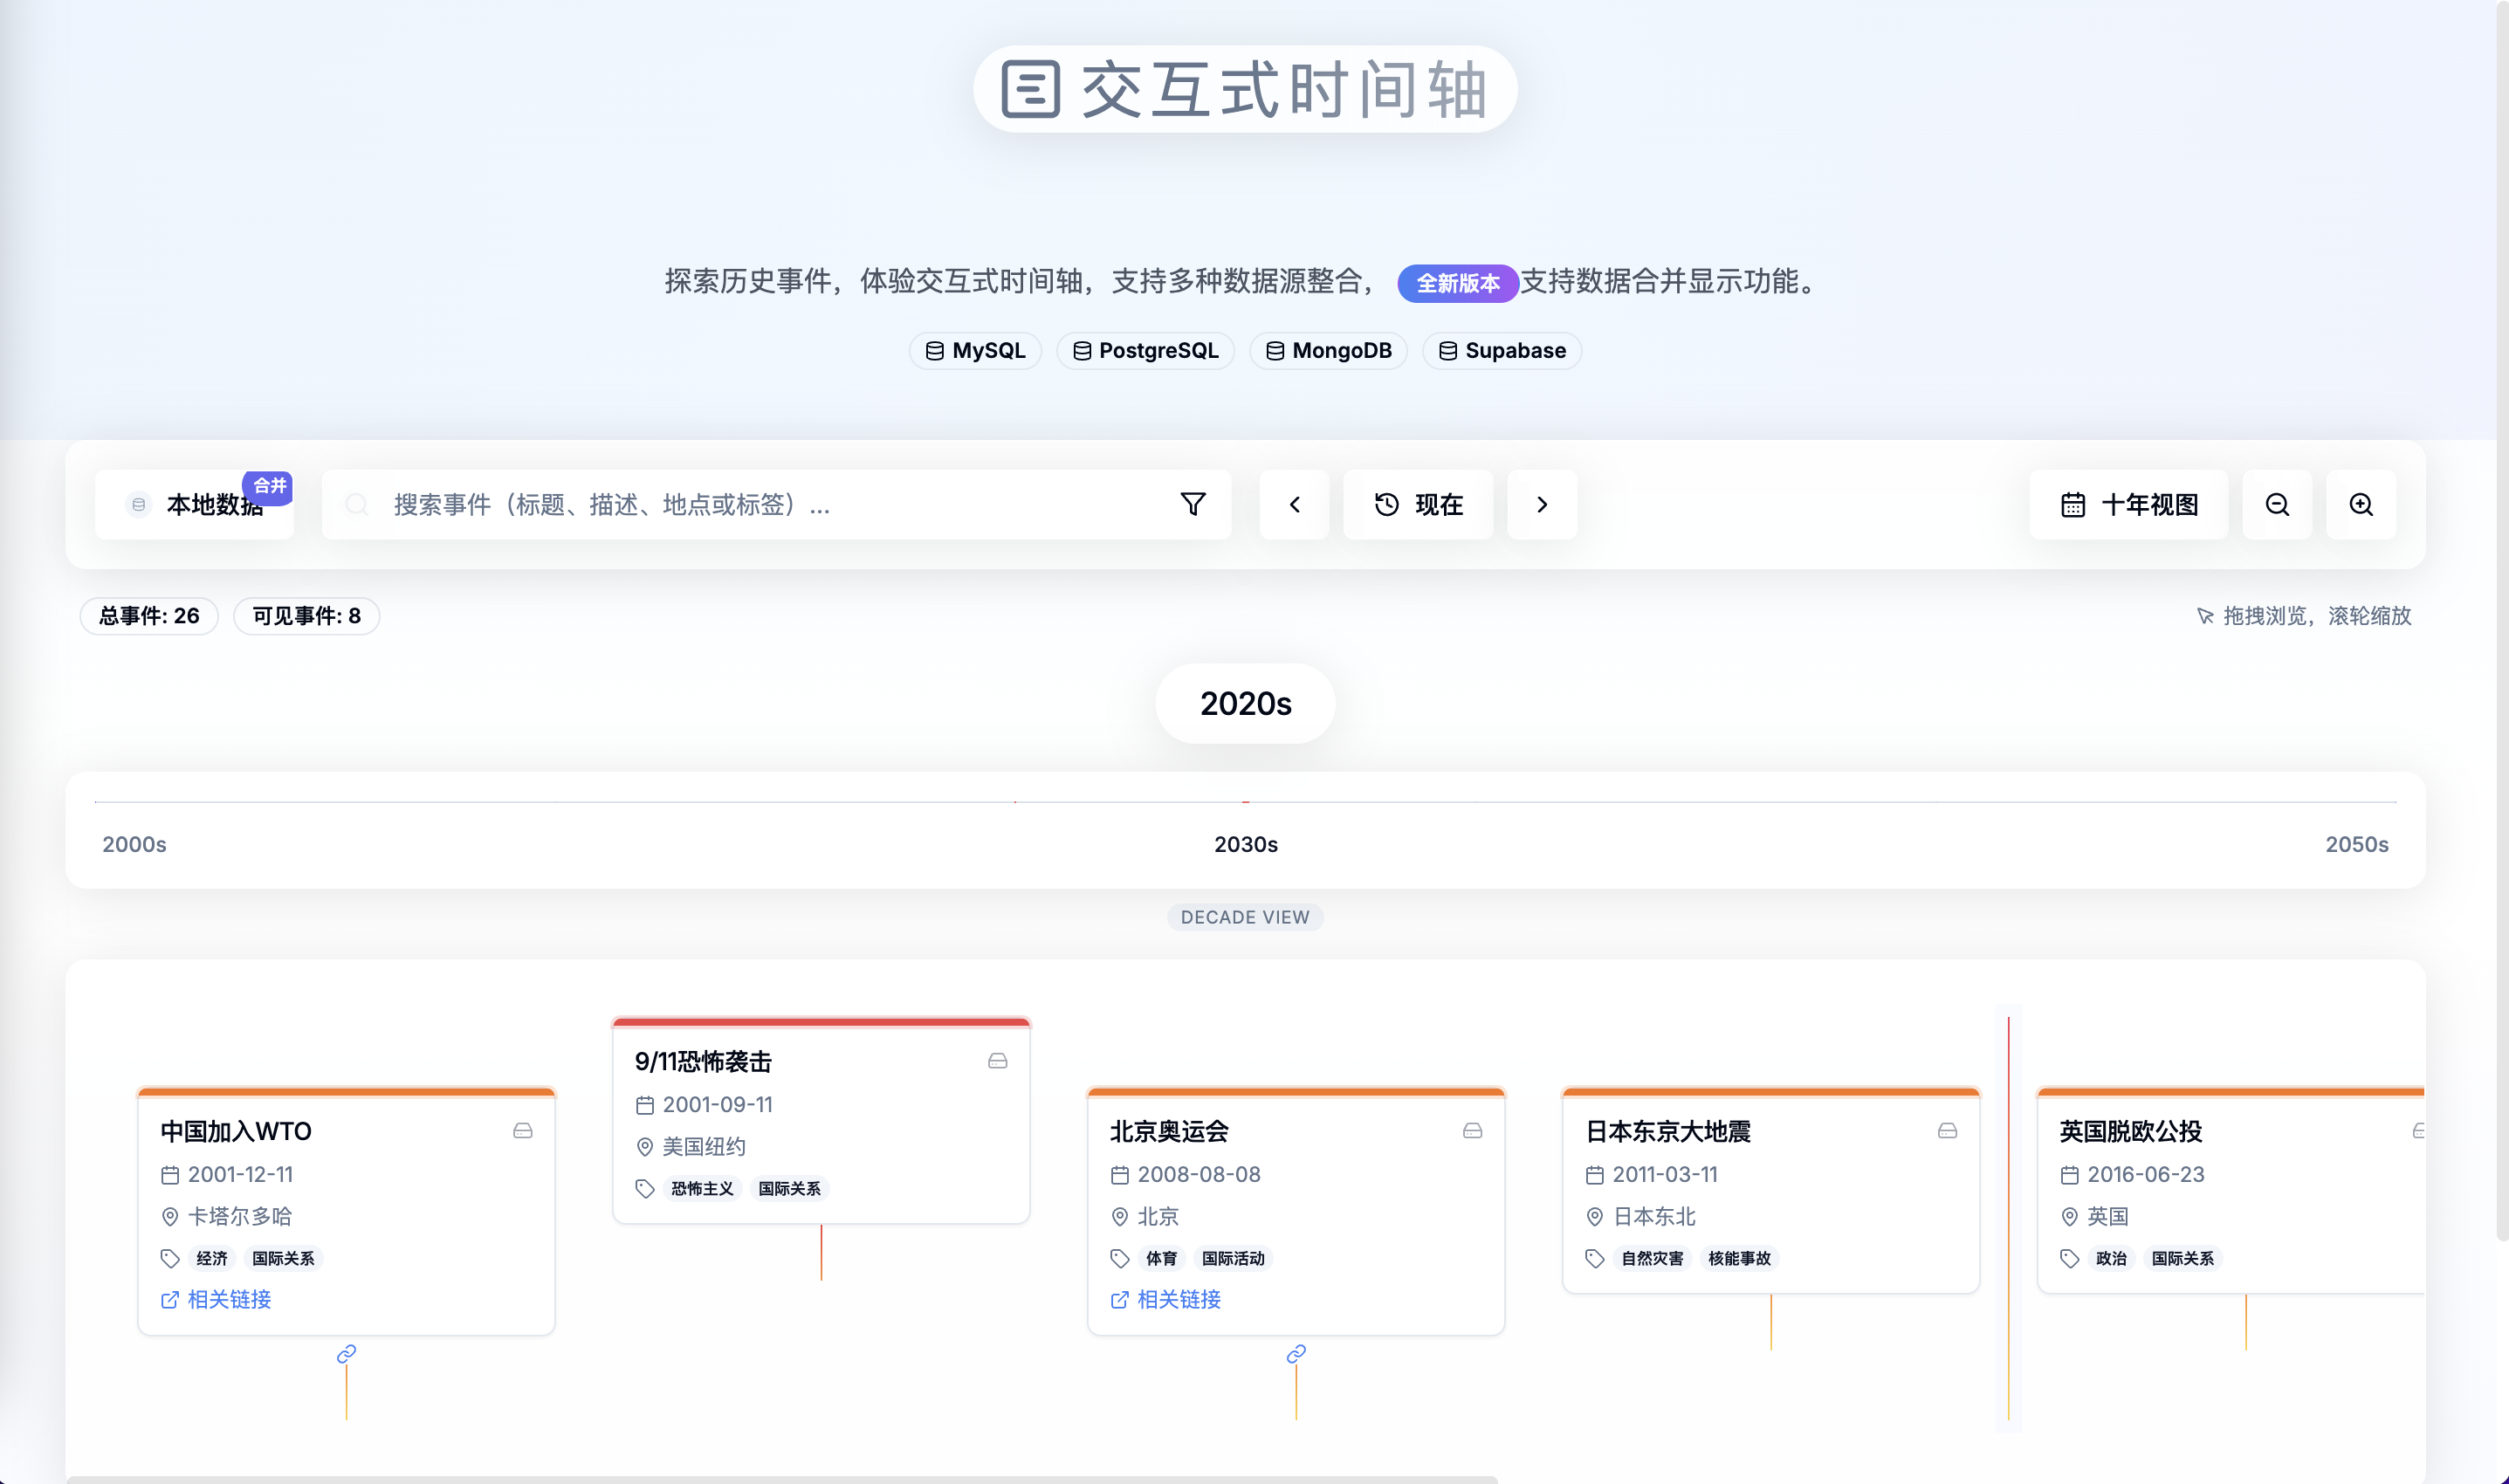 交互式时间轴
探索历史事件，体验交互式时间轴，支持多种数据源整合， 全新版本 支持数据合并显示功能。
MySQL PostgreSQL MongoDB Supabase
本地数据 合并 搜索事件（标题、描述、地点或标签）... 现在 十年视图
总事件: 26 可见事件: 8 拖拽浏览，滚轮缩放
2020s
2000s 2030s 2050s
DECADE VIEW
中国加入WTO
2001-12-11
卡塔尔多哈
经济 国际关系
相关链接
9/11恐怖袭击
2001-09-11
美国纽约
恐怖主义 国际关系
北京奥运会
2008-08-08
北京
体育 国际活动
相关链接
日本东京大地震
2011-03-11
日本东北
自然灾害 核能事故
英国脱欧公投
2016-06-23
英国
政治 国际关系